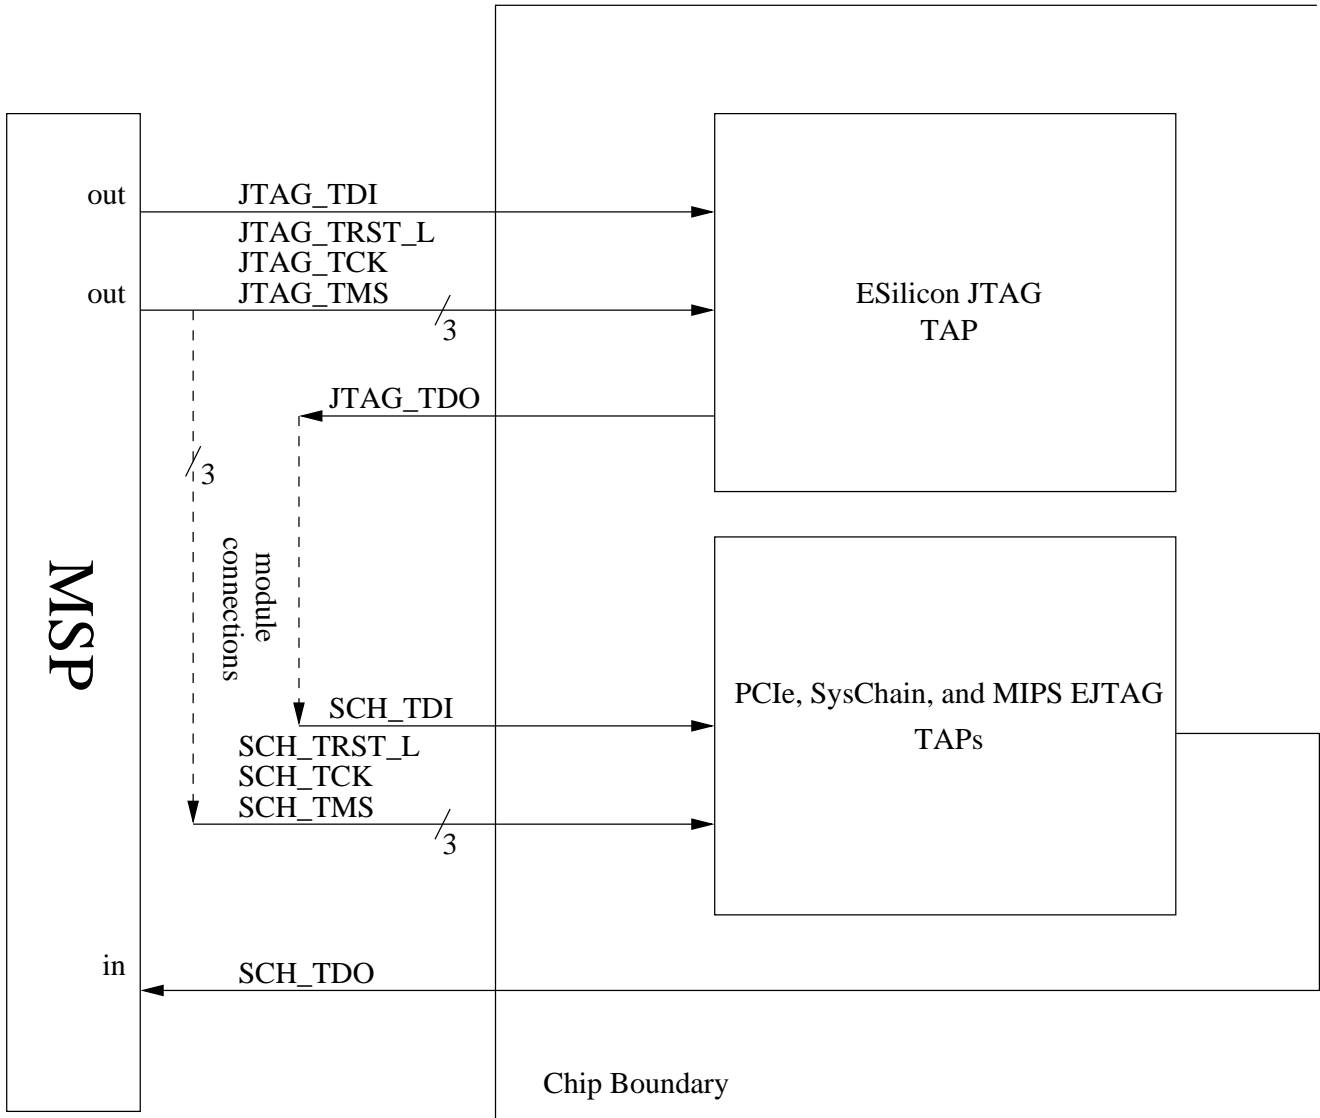 out
JTAG_TDI
JTAG_TRST_L
JTAG_TCK
out
JTAG_TMS
3
ESilicon JTAG
TAP
JTAG_TDO
3
module
connections
MSP
PCIe, SysChain, and MIPS EJTAG
TAPs
SCH_TDI
SCH_TRST_L
SCH_TCK
SCH_TMS
3
in
SCH_TDO
Chip Boundary